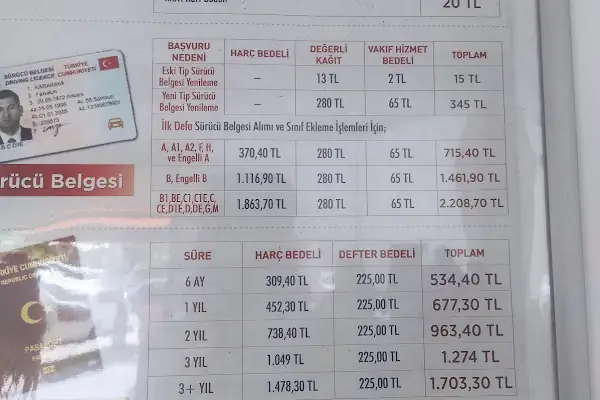 20 TL
BAŞVURU NEDENİ HARÇ BEDELİ DEĞERLİ KAĞIT VAKIF HİZMET BEDELİ TOPLAM
Eski Tip Sürücü Belgesi Yenileme – 13 TL 2 TL 15 TL
Yeni Tip Sürücü Belgesi Yenileme – 280 TL 65 TL 345 TL
İlk Defa Sürücü Belgesi Alımı ve Sınıf Ekleme İşlemleri İçin;
A, A1, A2, F, H, ve Engelli A 370,40 TL 280 TL 65 TL 715,40 TL
B, Engelli B 1.116,90 TL 280 TL 65 TL 1.461,90 TL
B1,BE,C1,C1E,C, CE,D1E,D,DE,G,M 1.863,70 TL 280 TL 65 TL 2.208,70 TL
SÜRÜCÜ BELGESİ TÜRKİYE
DRIVING LICENCE CUMHURİYETİ
rücü Belgesi
SÜRE HARÇ BEDELİ DEFTER BEDELİ TOPLAM
6 AY 309,40 TL 225,00 TL 534,40 TL
1 YIL 452,30 TL 225,00 TL 677,30 TL
2 YIL 738,40 TL 225,00 TL 963,40 TL
3 YIL 1.049 TL 225,00 TL 1.274 TL
3+ YIL 1.478,30 TL 225,00 TL 1.703,30 TL